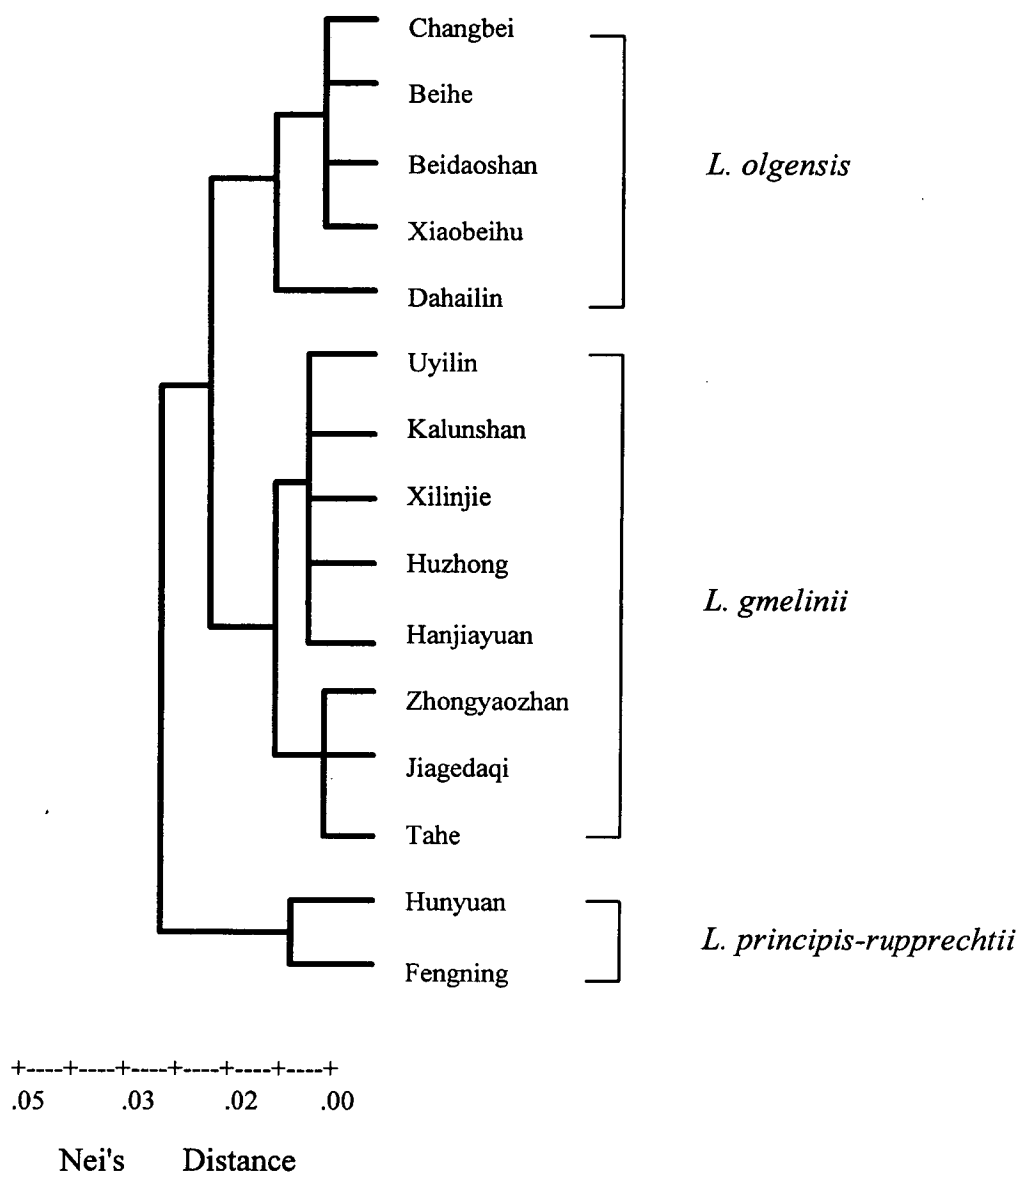 Changbei
Beihe
Beidaoshan
Xiaobeihu
Dahailin
L. olgensis
Uyilin
Kalunshan
Xilinjie
Huzhong
Hanjiayuan
Zhongyaozhan
Jiagedaqi
Tahe
L. gmelinii
Hunyuan
Fengning
L. principis-rupprechtii
+----+----+----+----+----+----+
.05 .03 .02 .00
Nei's Distance